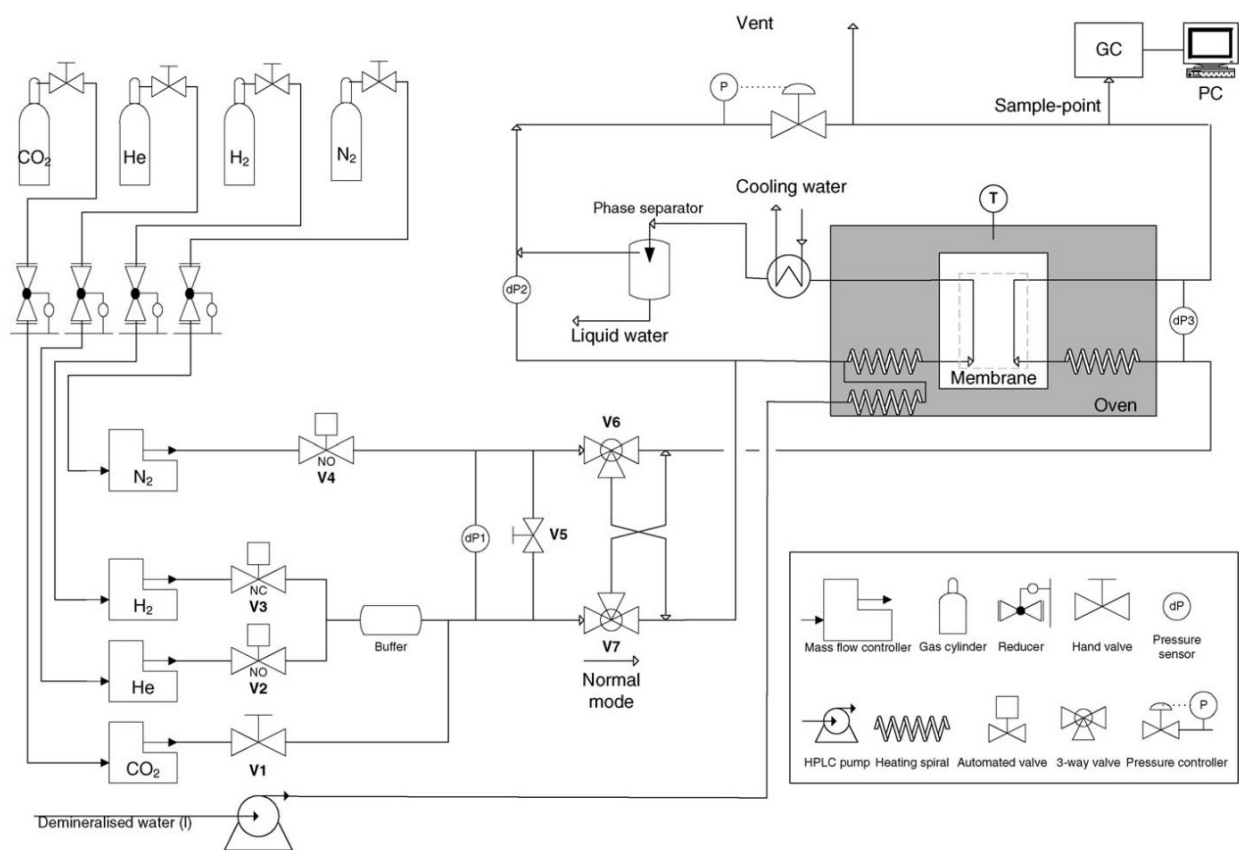 Vent
GC
PC
Sample-point
P
CO2
He
H2
N2
Cooling water
T
Phase separator
dP2
Liquid water
dP3
Membrane
Oven
N2
NO
V4
V6
dP1
V5
H2
NC
V3
Buffer
V7
Normal
mode
He
NO
V2
CO2
V1
Demineralised water (l)
Mass flow controller
Gas cylinder
Reducer
Hand valve
dP
Pressure
sensor
P
HPLC pump
Heating spiral
Automated valve
3-way valve
Pressure controller